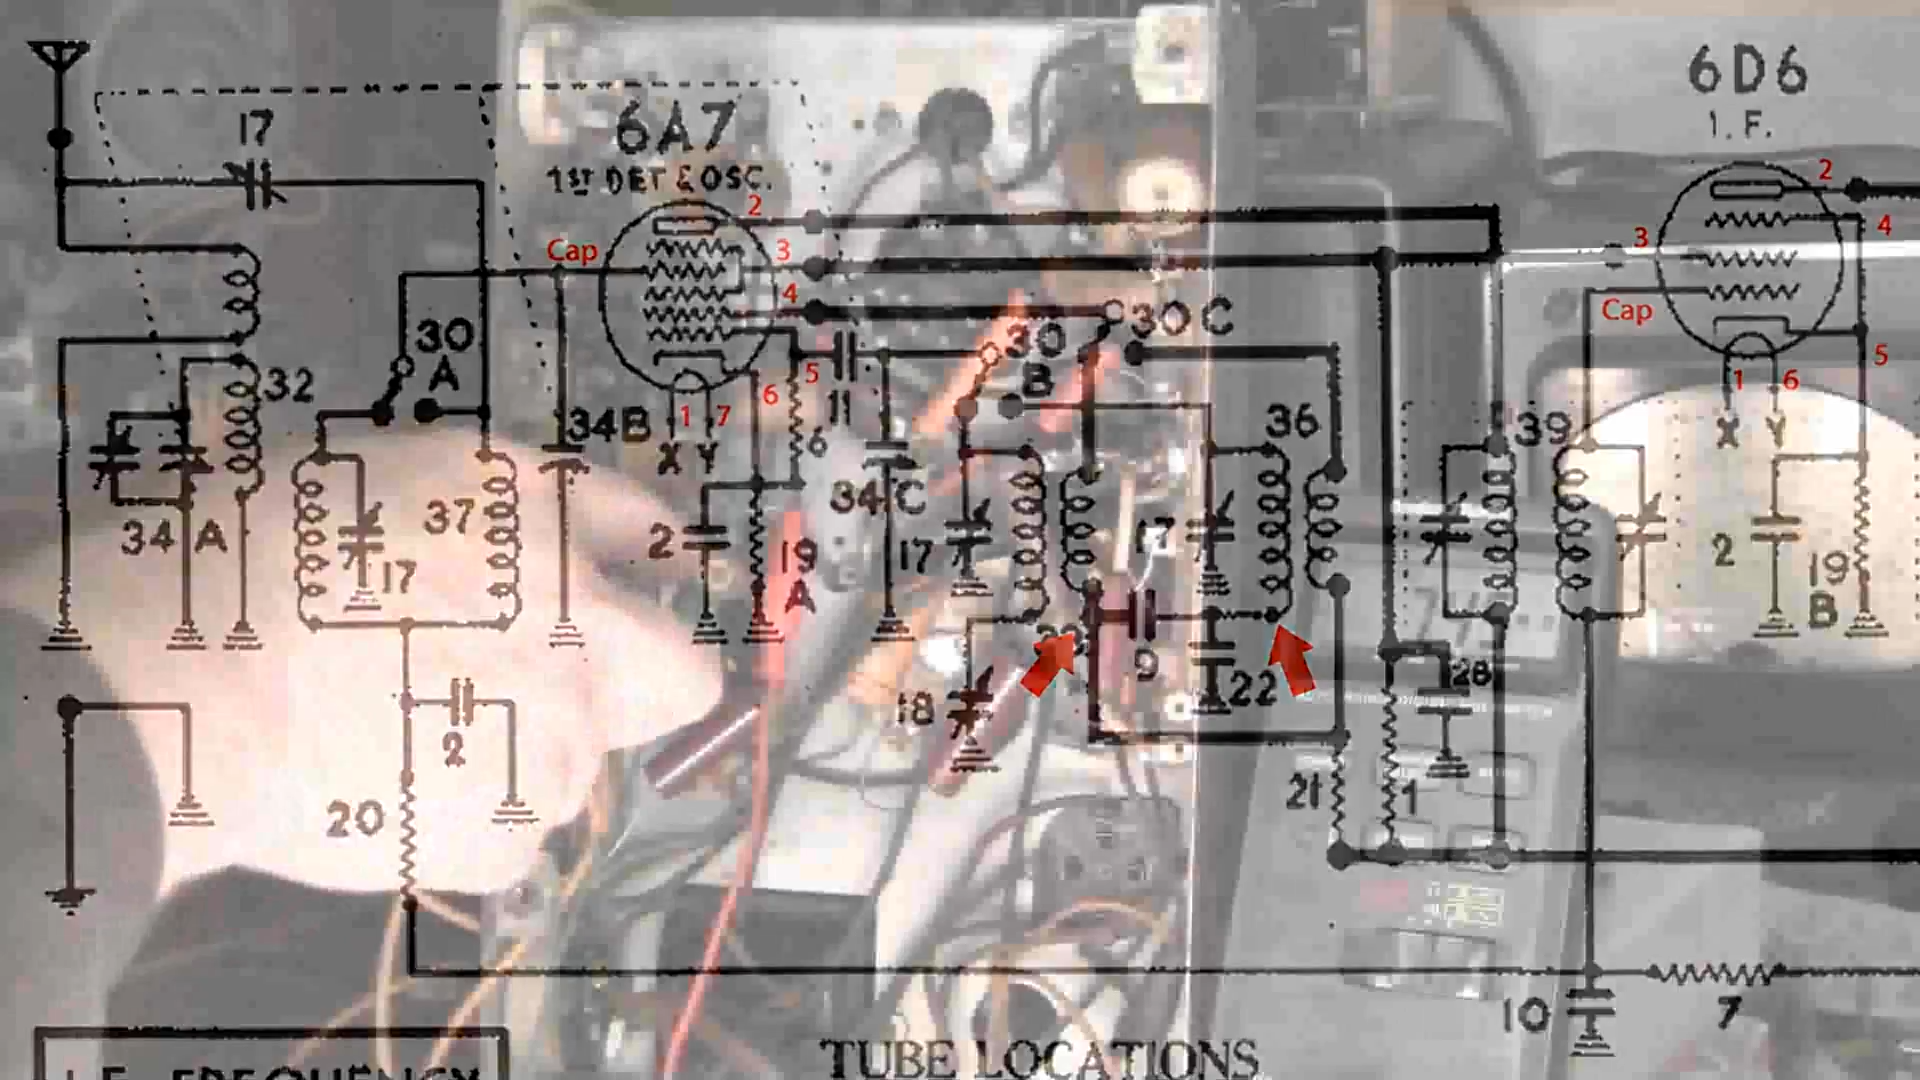 6D6
I. F.
17
6A7
1ST DET & OSC.
2
3
4
5
6
1
7
Cap
X Y
11
6
30
A
32
34 A
34B
17
37
2
19
A
34 C
30
B
30 C
17
17
36
18
9
22
21
1
28
39
2
3
4
5
1
6
Cap
X Y
2
19
B
2
20
10
7
TUBE LOCATIONS
I.F. FREQUENCY